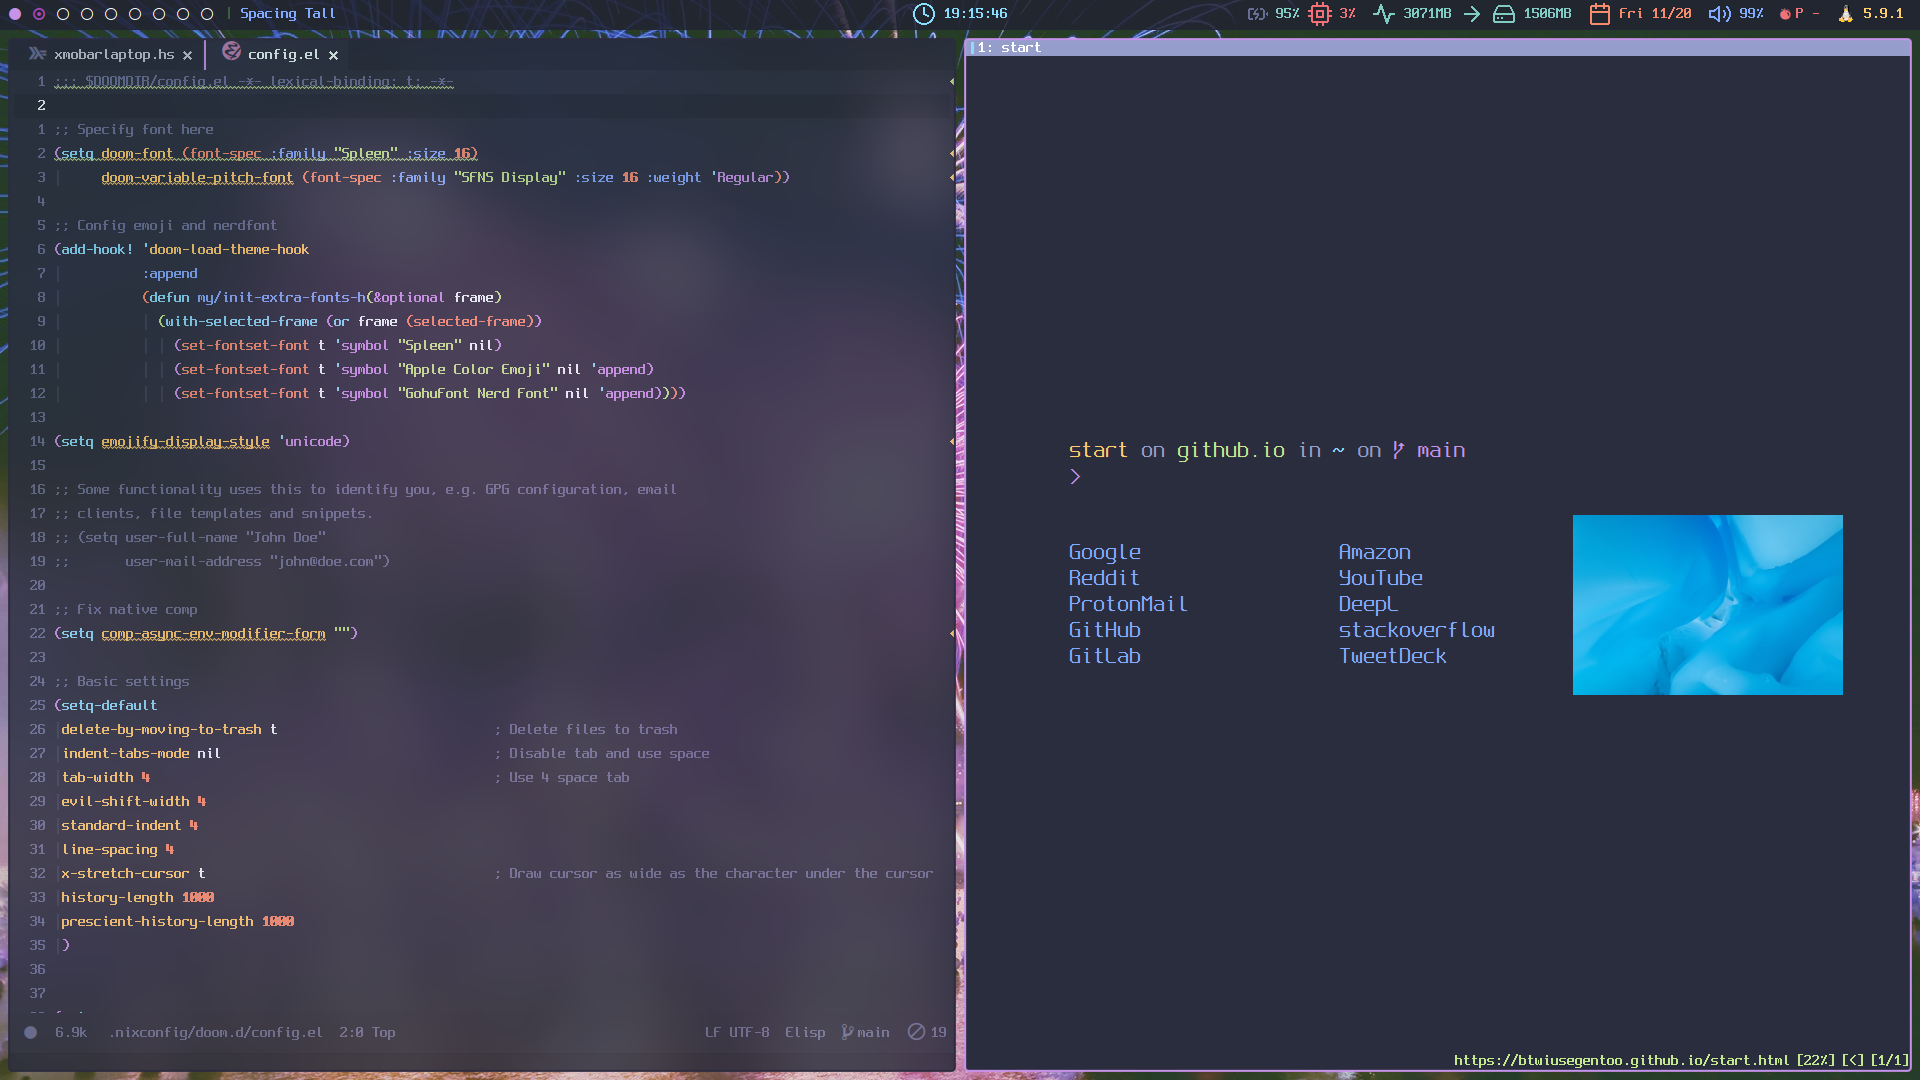 Spacing Tall
19:15:46
95% 3% 3071MB 1506MB Fri 11/20 99% P - 5.9.1
xmobarlaptop.hs × config.el ×
1 ;;; $DOOMDIR/config.el -*- lexical-binding: t; -*-
2
1 ;; Specify font here
2 (setq doom-font (font-spec :family "Spleen" :size 16)
3 doom-variable-pitch-font (font-spec :family "SFNS Display" :size 16 :weight 'Regular))
4
5 ;; Config emoji and nerdfont
6 (add-hook! 'doom-load-theme-hook
7 :append
8 (defun my/init-extra-fonts-h(&optional frame)
9 (with-selected-frame (or frame (selected-frame))
10 (set-fontset-font t 'symbol "Spleen" nil)
11 (set-fontset-font t 'symbol "Apple Color Emoji" nil 'append)
12 (set-fontset-font t 'symbol "GohuFont Nerd Font" nil 'append))))
13
14 (setq emojify-display-style 'unicode)
15
16 ;; Some functionality uses this to identify you, e.g. GPG configuration, email
17 ;; clients, file templates and snippets.
18 ;; (setq user-full-name "John Doe"
19 ;; user-mail-address "john@doe.com")
20
21 ;; Fix native comp
22 (setq comp-async-env-modifier-form "")
23
24 ;; Basic settings
25 (setq-default
26 delete-by-moving-to-trash t ; Delete files to trash
27 indent-tabs-mode nil ; Disable tab and use space
28 tab-width 4 ; Use 4 space tab
29 evil-shift-width 4
30 standard-indent 4
31 line-spacing 4
32 x-stretch-cursor t ; Draw cursor as wide as the character under the cursor
33 history-length 1000
34 prescient-history-length 1000
35 )
36
37
6.9k .nixconfig/doom.d/config.el 2:0 Top LF UTF-8 Elisp main 19
1: start
start on github.io in ~ on main
>
Google Amazon
Reddit YouTube
ProtonMail DeepL
GitHub stackoverflow
GitLab TweetDeck
https://btwiusegentoo.github.io/start.html [22%] [<] [1/1]